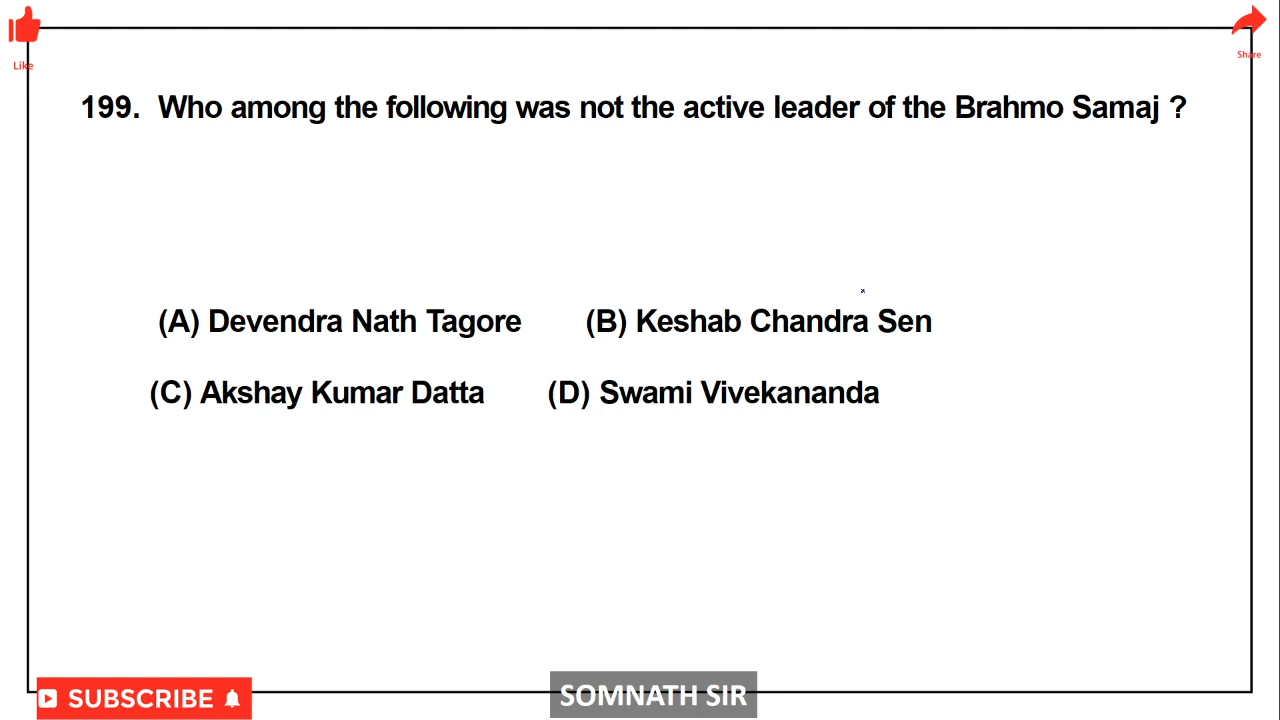 Like
Share
199. Who among the following was not the active leader of the Brahmo Samaj ?
(A) Devendra Nath Tagore (B) Keshab Chandra Sen
(C) Akshay Kumar Datta (D) Swami Vivekananda
SUBSCRIBE
SOMNATH SIR